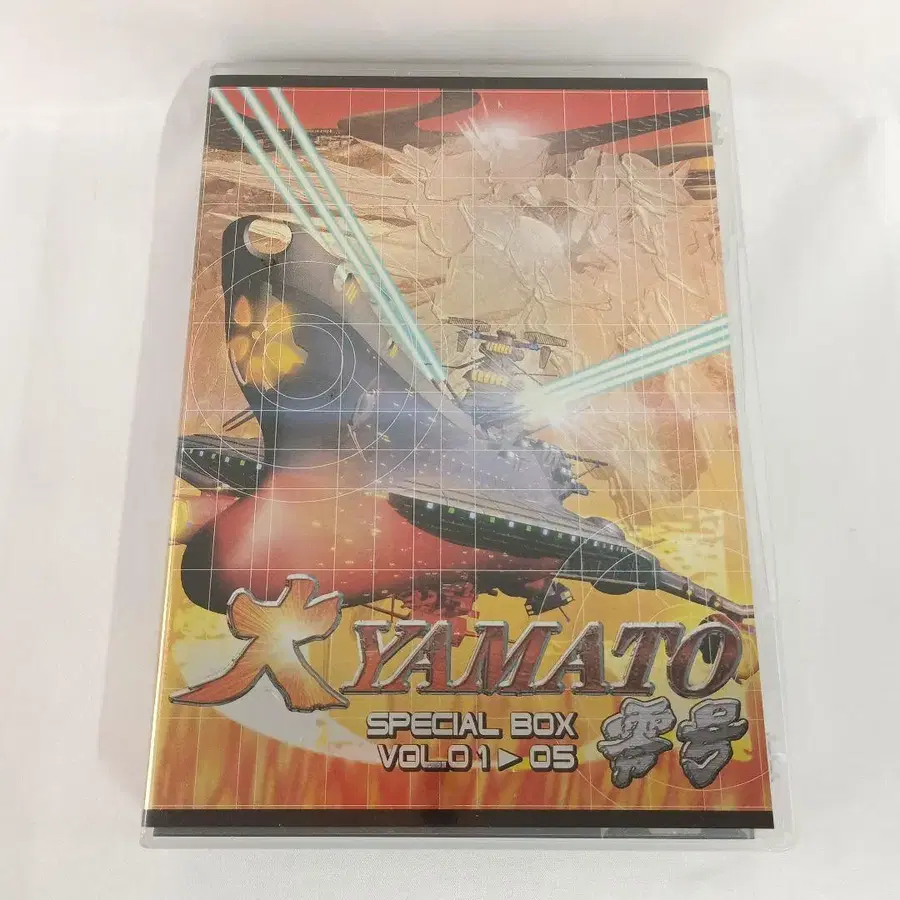 大YAMATO
SPECIAL BOX
VOL.01▶05
零号